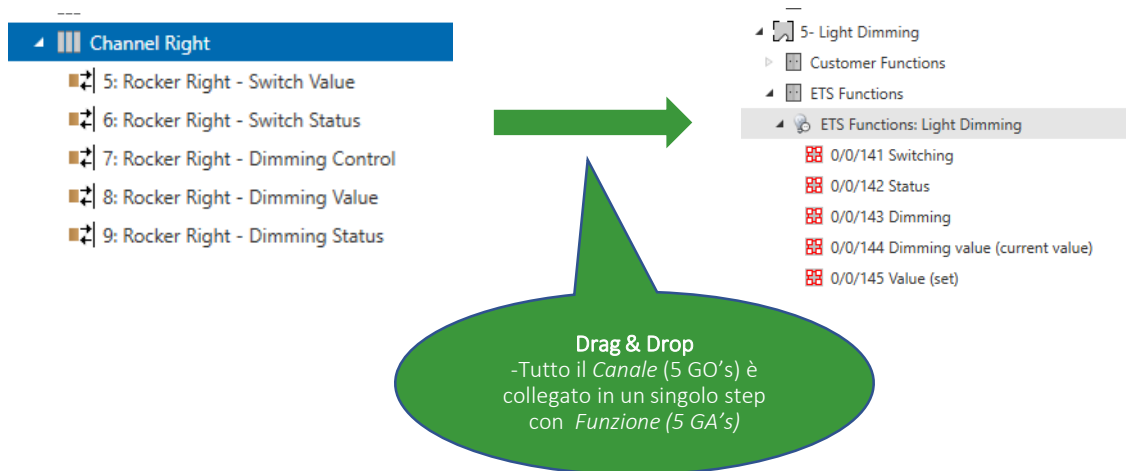 Channel Right
5: Rocker Right - Switch Value
6: Rocker Right - Switch Status
7: Rocker Right - Dimming Control
8: Rocker Right - Dimming Value
9: Rocker Right - Dimming Status
5- Light Dimming
Customer Functions
ETS Functions
ETS Functions: Light Dimming
0/0/141 Switching
0/0/142 Status
0/0/143 Dimming
0/0/144 Dimming value (current value)
0/0/145 Value (set)
Drag & Drop
-Tutto il Canale (5 GO’s) è
collegato in un singolo step
con Funzione (5 GA’s)